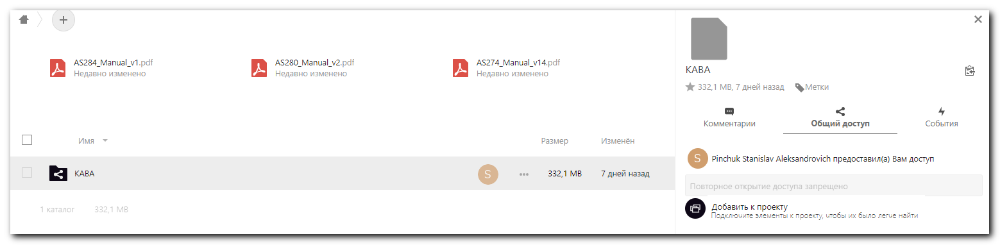 AS284_Manual_v1.pdf
Недавно изменено
AS280_Manual_v2.pdf
Недавно изменено
AS274_Manual_v14.pdf
Недавно изменено
Имя
Размер
Изменён
КАВА
S
332,1 MB
7 дней назад
1 каталог
332,1 MB
КАВА
332,1 MB, 7 дней назад
Метки
Комментарии
Общий доступ
События
S
Pinchuk Stanislav Aleksandrovich предоставил(а) Вам доступ
Повторное открытие доступа запрещено
Добавить к проекту
Подключите элементы к проекту, чтобы их было легче найти